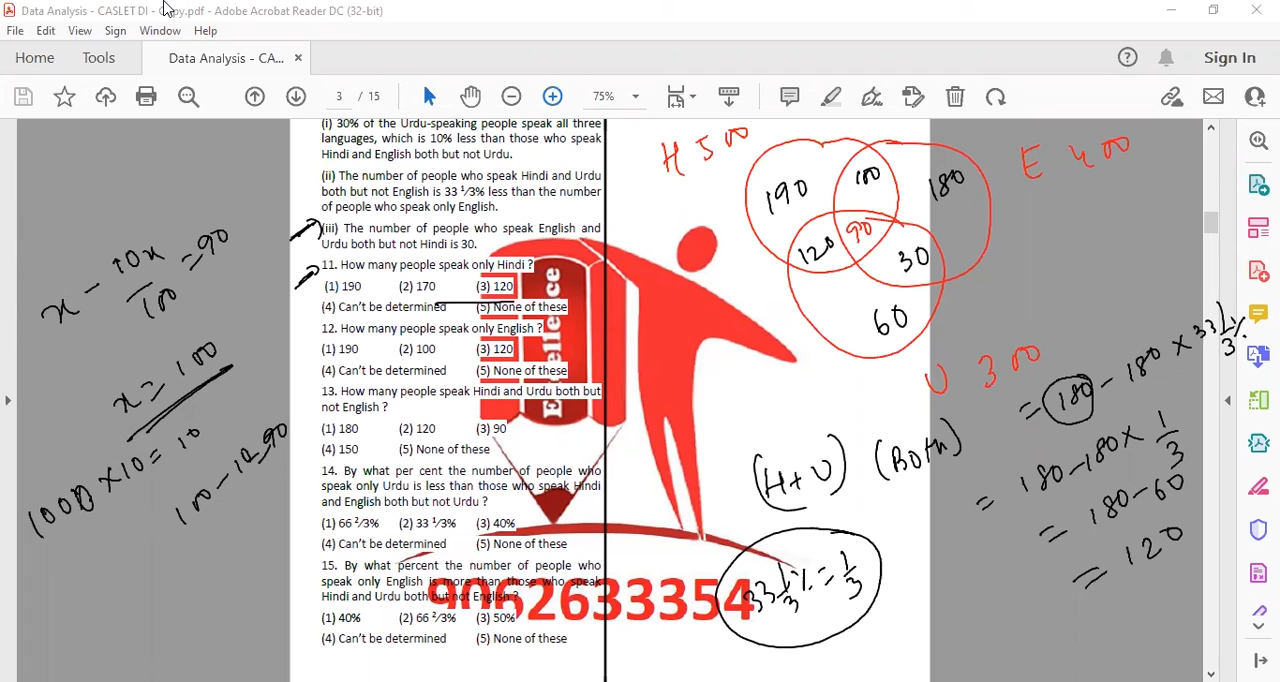 Data Analysis - CASLET DI - Copy.pdf - Adobe Acrobat Reader DC (32-bit)
File Edit View Sign Window Help
Home Tools Data Analysis - CA... × Sign In
3 / 15 75%
(i) 30% of the Urdu-speaking people speak all three
languages, which is 10% less than those who speak
Hindi and English both but not Urdu.
(ii) The number of people who speak Hindi and Urdu
both but not English is 33 ¹/3% less than the number
of people who speak only English.
(iii) The number of people who speak English and
Urdu both but not Hindi is 30.
11. How many people speak only Hindi ?
(1) 190 (2) 170 (3) 120
(4) Can't be determined (5) None of these
12. How many people speak only English ?
(1) 190 (2) 100 (3) 120
(4) Can't be determined (5) None of these
13. How many people speak Hindi and Urdu both but
not English ?
(1) 180 (2) 120 (3) 90
(4) 150 (5) None of these
14. By what per cent the number of people who
speak only Urdu is less than those who speak Hindi
and English both but not Urdu ?
(1) 66 ²/3% (2) 33 ¹/3% (3) 40%
(4) Can't be determined (5) None of these
15. By what percent the number of people who
speak only English is more than those who speak
Hindi and Urdu both but not English ?
(1) 40% (2) 66 ²/3% (3) 50%
(4) Can't be determined (5) None of these
Excellence
9062633354
x - 10x/100 = 90
x = 100
100 - 10 = 90
H 500
E 400
U 300
190 100 180
120 90 30
60
(H+U) (Both)
33 1/3 % = 1/3
= 180 - 180 × 33 1/3 %
= 180 - 180 × 1/3
= 180 - 60
= 120